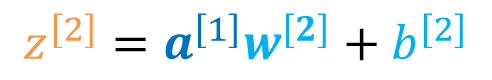 z^[2] = a^[1]w^[2] + b^[2]